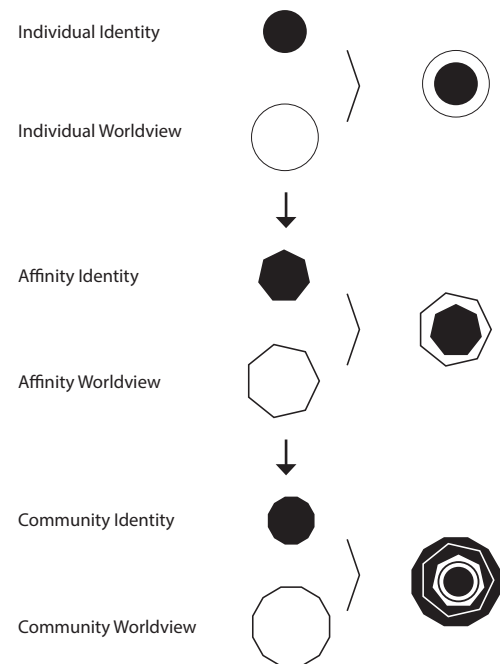 Individual Identity
Individual Worldview
Affinity Identity
Affinity Worldview
Community Identity
Community Worldview